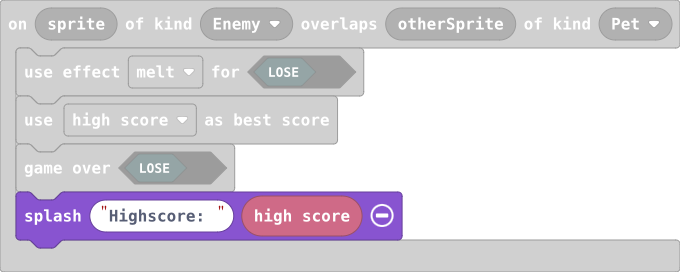 on sprite of kind Enemy overlaps otherSprite of kind Pet
use effect melt for LOSE
use high score as best score
game over LOSE
splash "Highscore: " high score